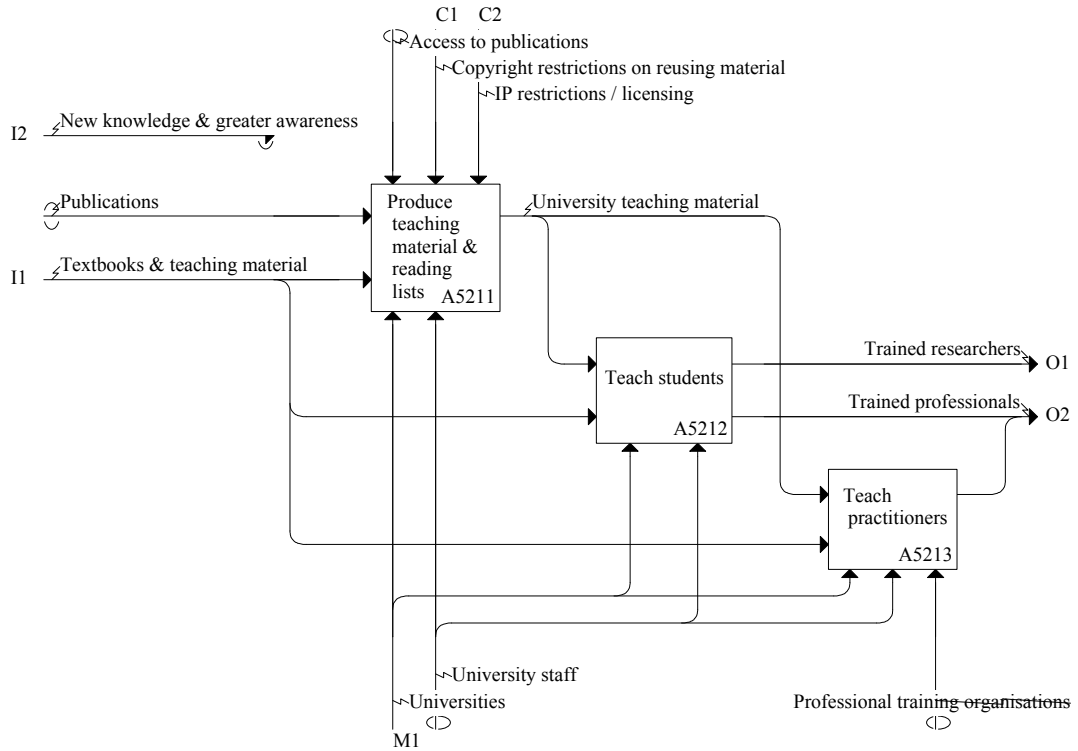 C1 C2
Access to publications
Copyright restrictions on reusing material
IP restrictions / licensing
I2 New knowledge & greater awareness
Publications
I1 Textbooks & teaching material
Produce
teaching
material &
reading
lists
A5211
University teaching material
Teach students
A5212
Trained researchers O1
Trained professionals O2
Teach
practitioners
A5213
University staff
Universities
Professional training organisations
M1